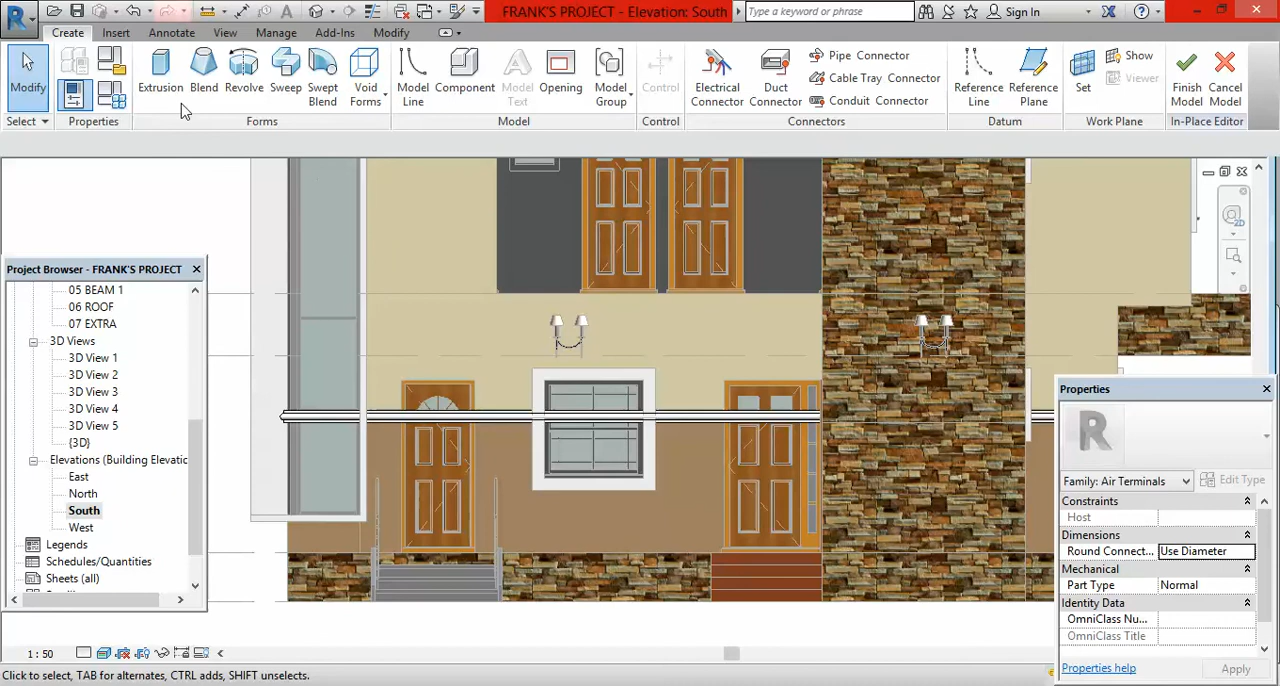 FRANK'S PROJECT - Elevation: South
Type a keyword or phrase
Sign In
Create Insert Annotate View Manage Add-Ins Modify
Modify
Extrusion Blend Revolve Sweep Swept Blend Void Forms
Model Line Component Model Text Opening Model Group
Control
Electrical Connector Duct Connector
Pipe Connector
Cable Tray Connector
Conduit Connector
Reference Line Reference Plane
Set
Show
Viewer
Finish Model Cancel Model
Select Properties Forms Model Control Connectors Datum Work Plane In-Place Editor
2D
Project Browser - FRANK'S PROJECT
05 BEAM 1
06 ROOF
07 EXTRA
3D Views
3D View 1
3D View 2
3D View 3
3D View 4
3D View 5
{3D}
Elevations (Building Elevatio
East
North
South
West
Legends
Schedules/Quantities
Sheets (all)
Properties
R
Family: Air Terminals
Edit Type
Constraints
Host
Dimensions
Round Connect... Use Diameter
Mechanical
Part Type Normal
Identity Data
OmniClass Nu...
OmniClass Title
Properties help
Apply
1 : 50
Click to select, TAB for alternates, CTRL adds, SHIFT unselects.